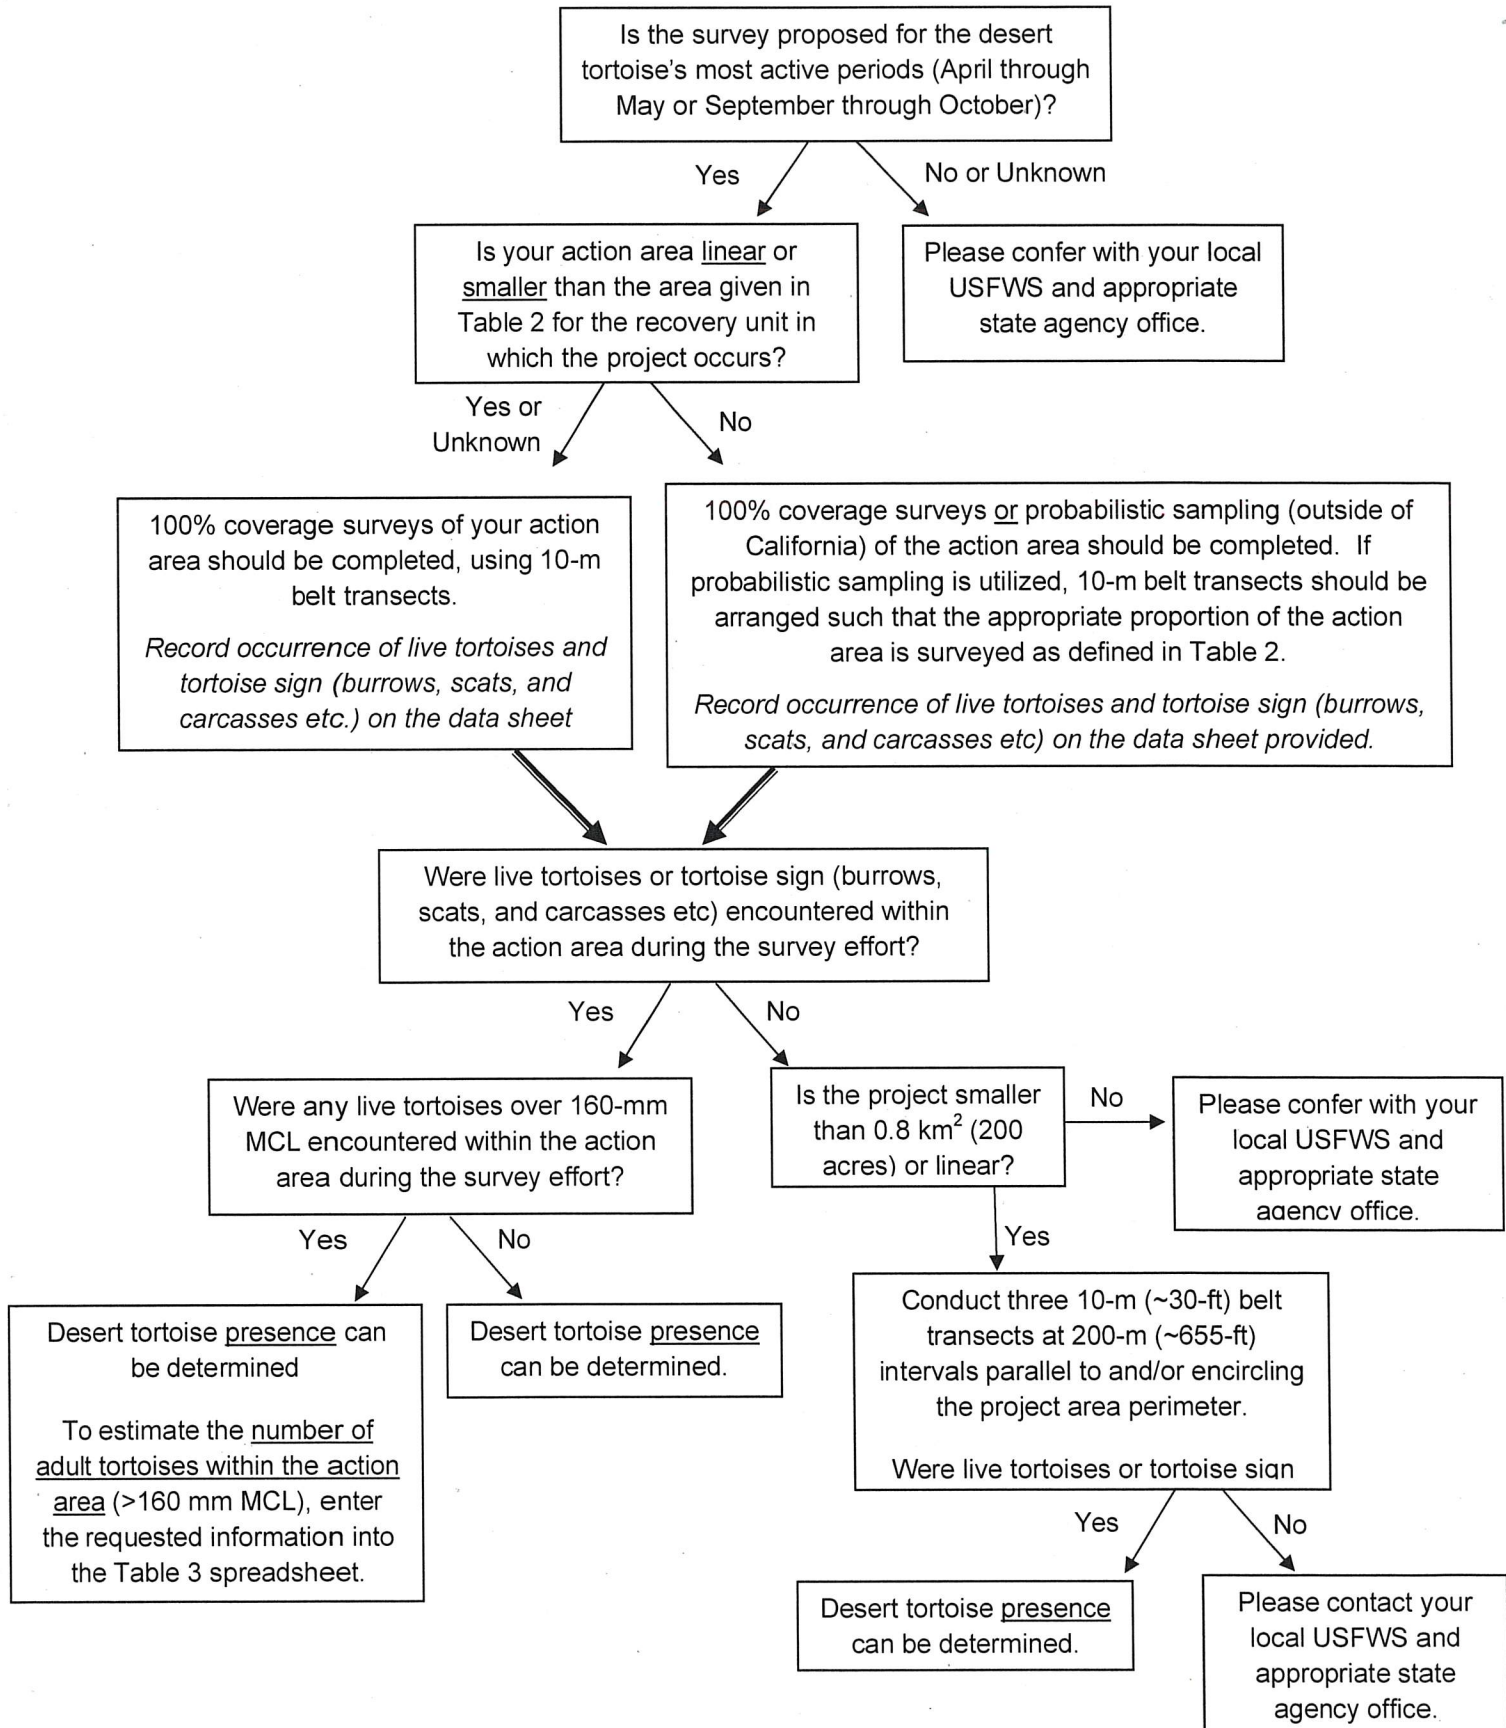 Is the survey proposed for the desert
tortoise's most active periods (April through
May or September through October)?
Yes
No or Unknown
Is your action area linear or
smaller than the area given in
Table 2 for the recovery unit in
which the project occurs?
Please confer with your local
USFWS and appropriate
state agency office.
Yes or
Unknown
No
100% coverage surveys of your action
area should be completed, using 10-m
belt transects.
Record occurrence of live tortoises and
tortoise sign (burrows, scats, and
carcasses etc.) on the data sheet
100% coverage surveys or probabilistic sampling (outside of
California) of the action area should be completed.  If
probabilistic sampling is utilized, 10-m belt transects should be
arranged such that the appropriate proportion of the action
area is surveyed as defined in Table 2.
Record occurrence of live tortoises and tortoise sign (burrows,
scats, and carcasses etc) on the data sheet provided.
Were live tortoises or tortoise sign (burrows,
scats, and carcasses etc) encountered within
the action area during the survey effort?
Yes
No
Were any live tortoises over 160-mm
MCL encountered within the action
area during the survey effort?
Is the project smaller
than 0.8 km² (200
acres) or linear?
No
Please confer with your
local USFWS and
appropriate state
agency office.
Yes
No
Yes
Desert tortoise presence can
be determined
To estimate the number of
adult tortoises within the action
area (>160 mm MCL), enter
the requested information into
the Table 3 spreadsheet.
Desert tortoise presence
can be determined.
Conduct three 10-m (~30-ft) belt
transects at 200-m (~655-ft)
intervals parallel to and/or encircling
the project area perimeter.
Were live tortoises or tortoise sign
Yes
No
Desert tortoise presence
can be determined.
Please contact your
local USFWS and
appropriate state
agency office.